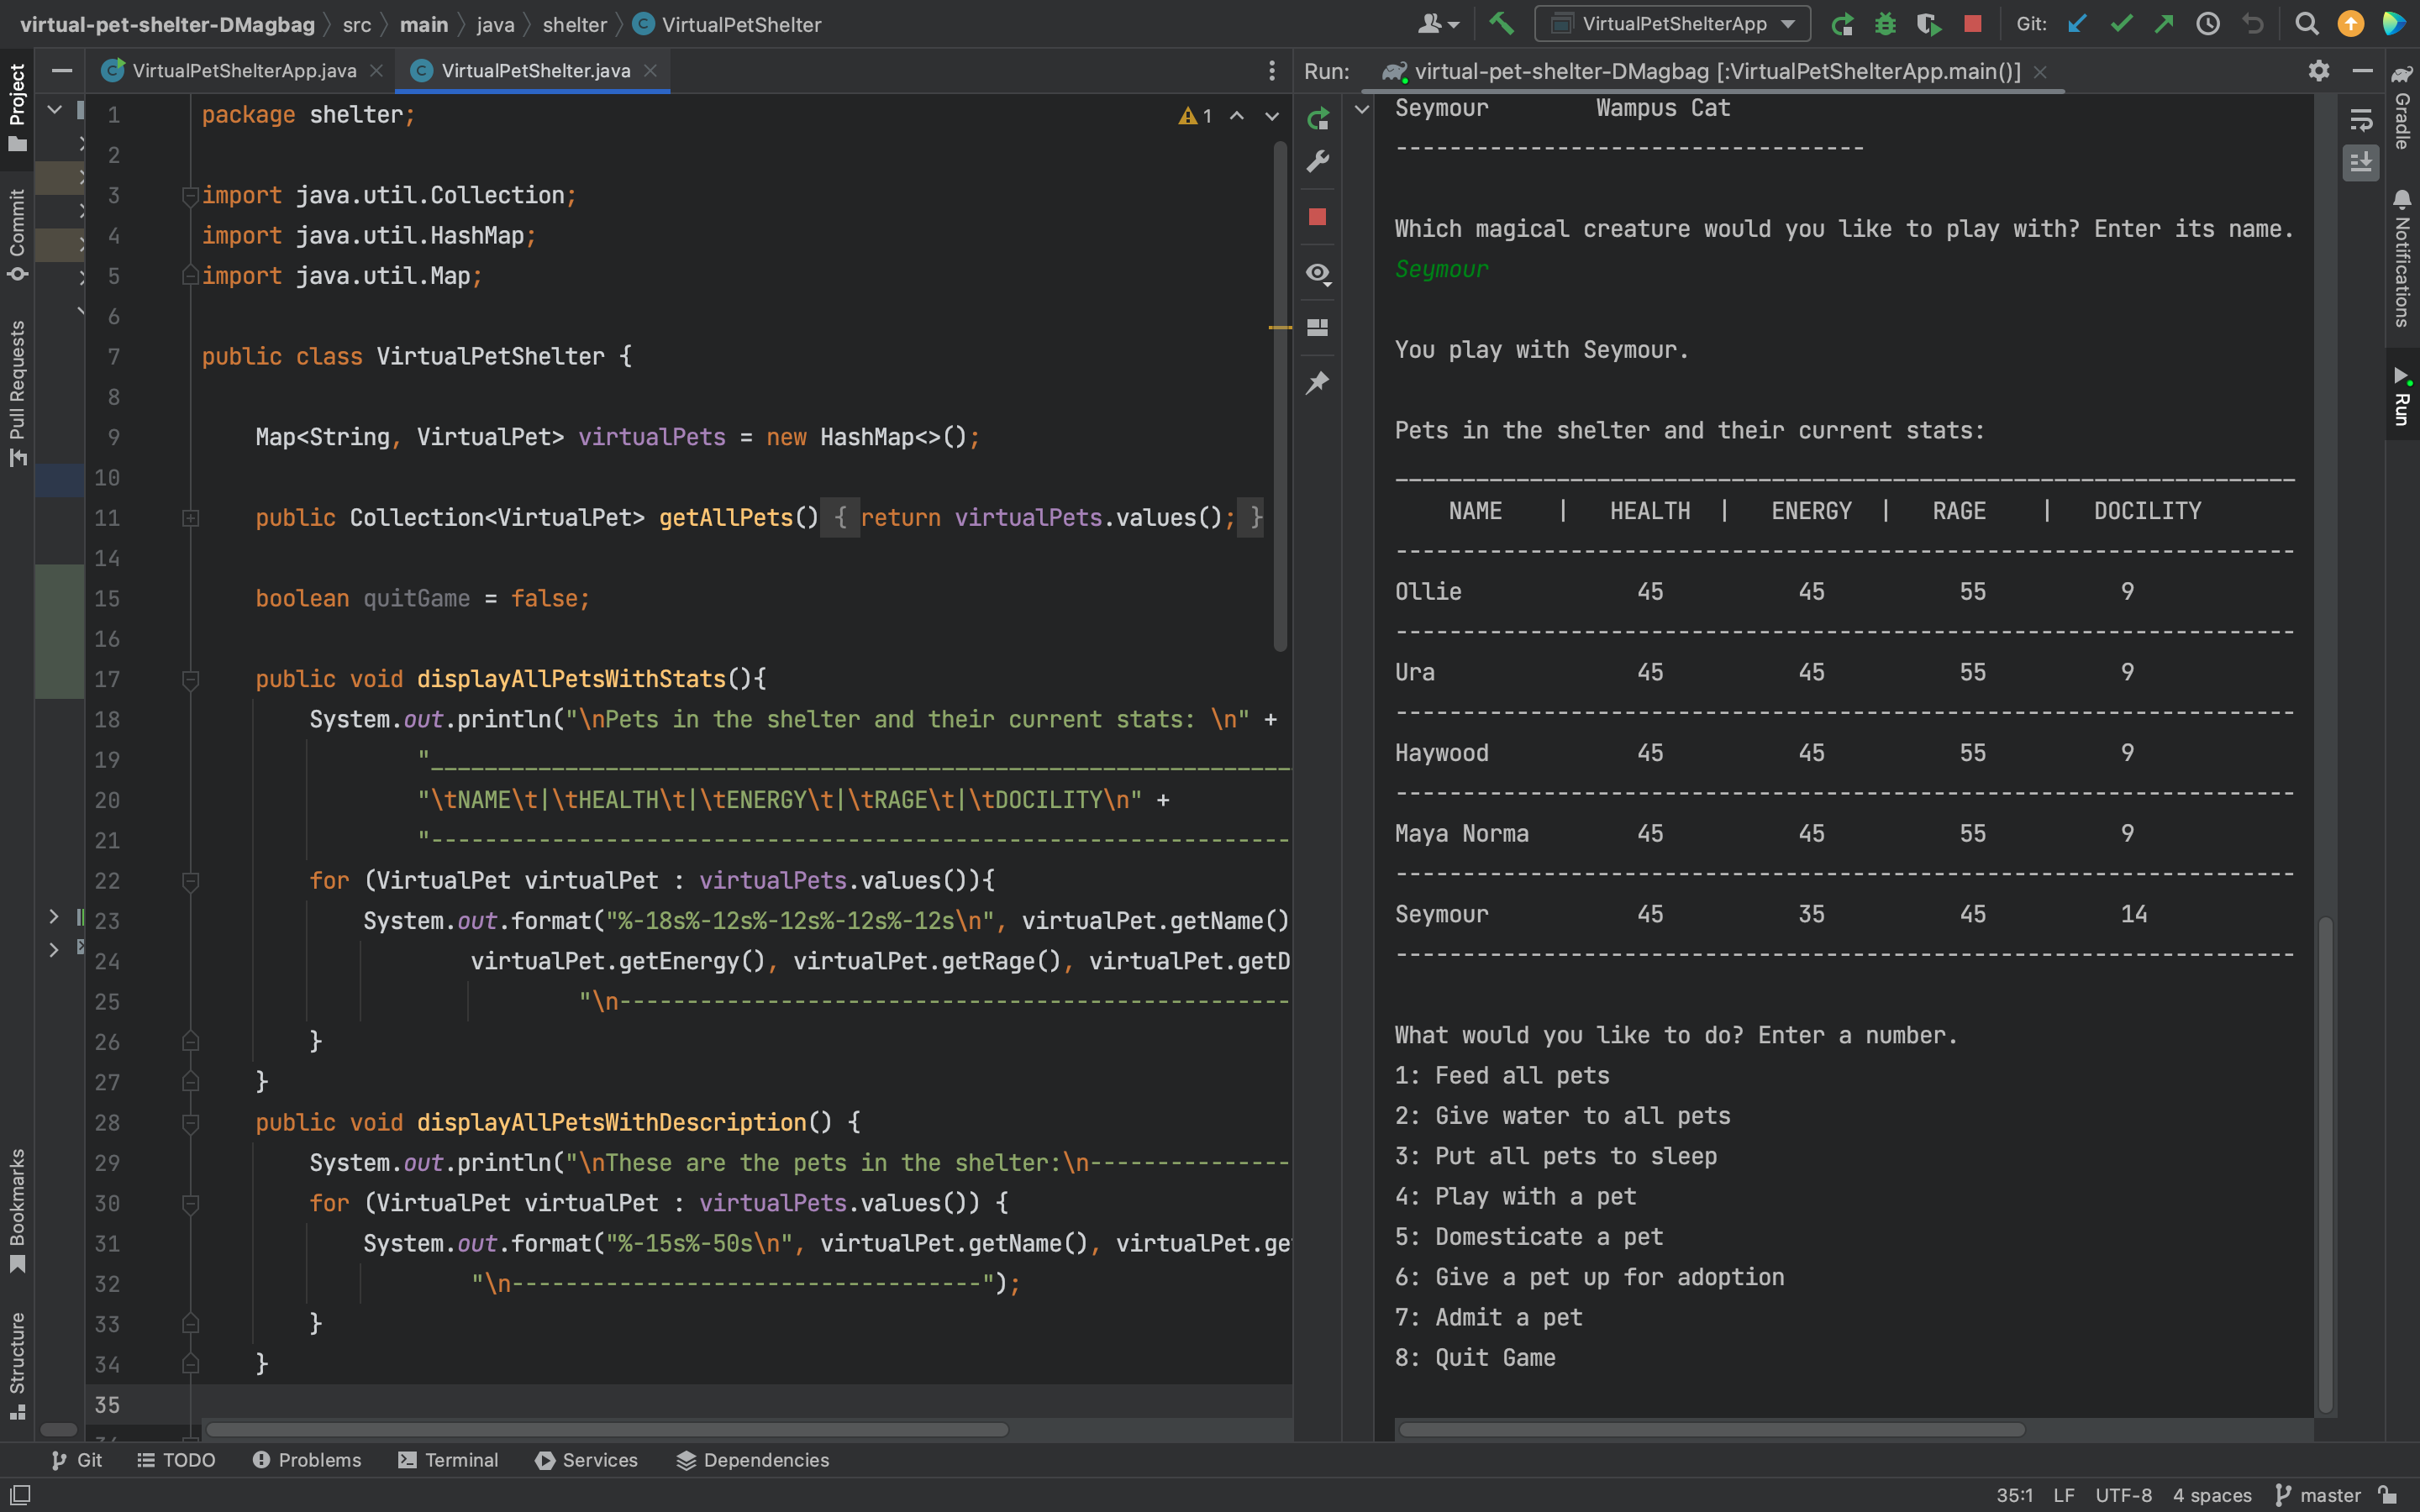 virtual-pet-shelter-DMagbag src main java shelter VirtualPetShelter
VirtualPetShelterApp
Git:
Project
Commit
Pull Requests
Bookmarks
Structure
VirtualPetShelterApp.java
VirtualPetShelter.java
1 package shelter;
2
3 import java.util.Collection;
4 import java.util.HashMap;
5 import java.util.Map;
6
7 public class VirtualPetShelter {
8
9 Map<String, VirtualPet> virtualPets = new HashMap<>();
10
11 public Collection<VirtualPet> getAllPets() { return virtualPets.values(); }
14
15 boolean quitGame = false;
16
17 public void displayAllPetsWithStats(){
18 System.out.println("\nPets in the shelter and their current stats: \n" +
19 "___________________________________________________________________
20 "\tNAME\t|\tHEALTH\t|\tENERGY\t|\tRAGE\t|\tDOCILITY\n" +
21 "----------------------------------------------------------------
22 for (VirtualPet virtualPet : virtualPets.values()){
23 System.out.format("%-18s%-12s%-12s%-12s%-12s\n", virtualPet.getName()
24 virtualPet.getEnergy(), virtualPet.getRage(), virtualPet.getD
25 "\n--------------------------------------------------
26 }
27 }
28 public void displayAllPetsWithDescription() {
29 System.out.println("\nThese are the pets in the shelter:\n---------------
30 for (VirtualPet virtualPet : virtualPets.values()) {
31 System.out.format("%-15s%-50s\n", virtualPet.getName(), virtualPet.ge
32 "\n-----------------------------------");
33 }
34 }
35
1
Run: virtual-pet-shelter-DMagbag [:VirtualPetShelterApp.main()]
Seymour Wampus Cat
-----------------------------------
Which magical creature would you like to play with? Enter its name.
Seymour
You play with Seymour.
Pets in the shelter and their current stats:
___________________________________________________________________
NAME | HEALTH | ENERGY | RAGE | DOCILITY
-------------------------------------------------------------------
Ollie 45 45 55 9
-------------------------------------------------------------------
Ura 45 45 55 9
-------------------------------------------------------------------
Haywood 45 45 55 9
-------------------------------------------------------------------
Maya Norma 45 45 55 9
-------------------------------------------------------------------
Seymour 45 35 45 14
-------------------------------------------------------------------
What would you like to do? Enter a number.
1: Feed all pets
2: Give water to all pets
3: Put all pets to sleep
4: Play with a pet
5: Domesticate a pet
6: Give a pet up for adoption
7: Admit a pet
8: Quit Game
Gradle
Notifications
Run
Git TODO Problems Terminal Services Dependencies
35:1 LF UTF-8 4 spaces master